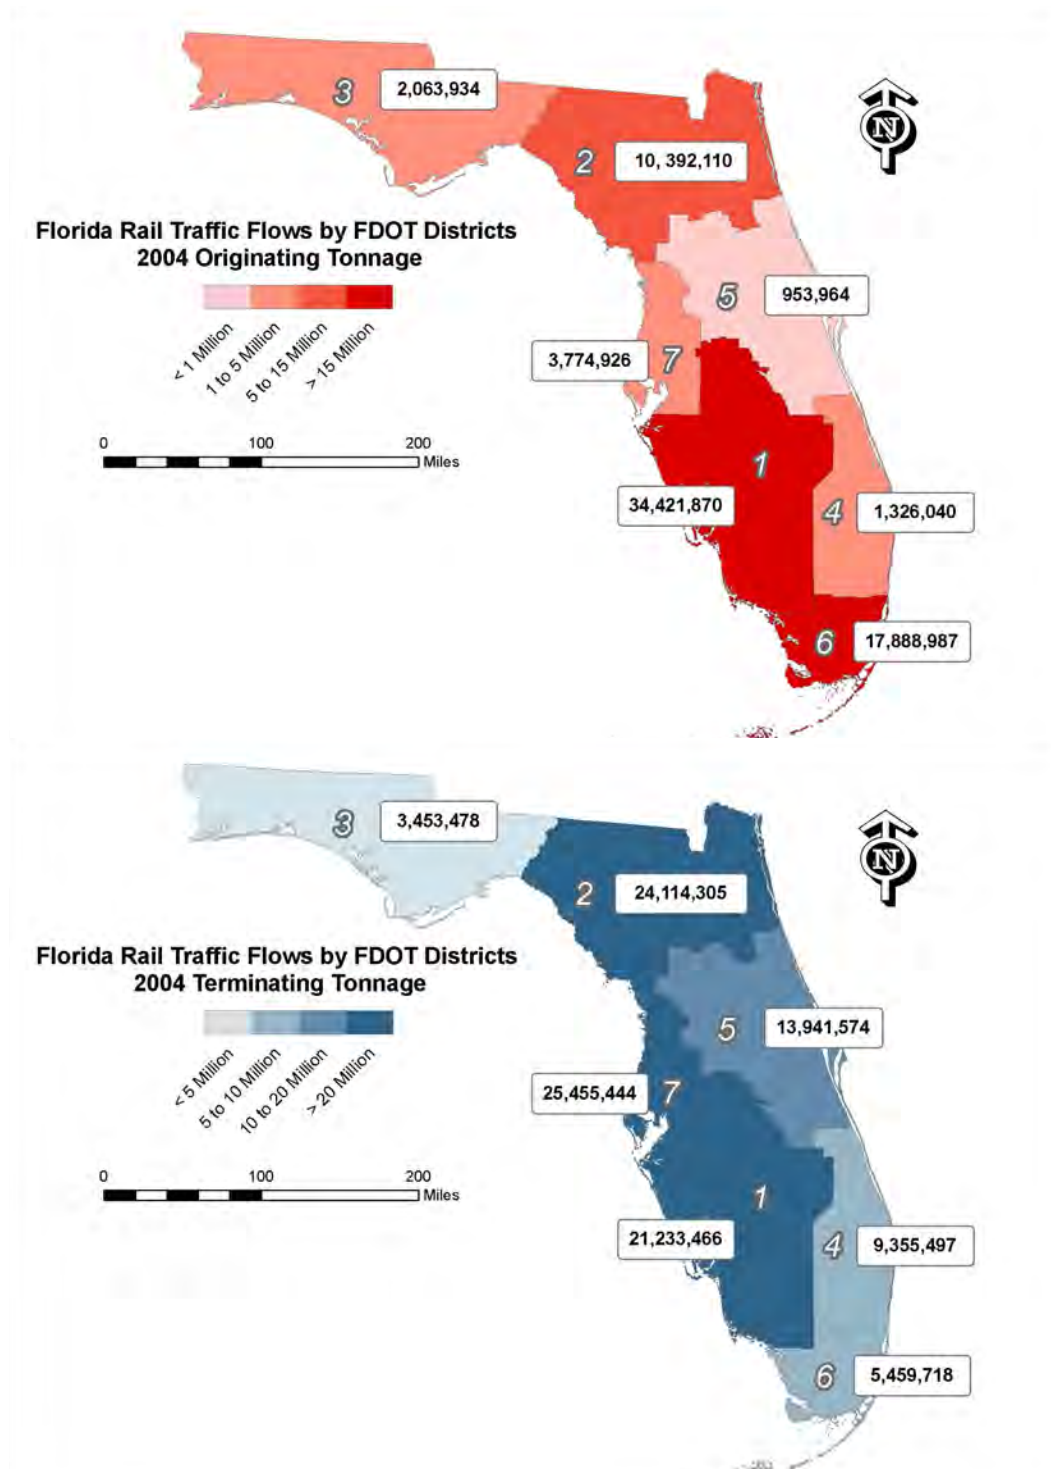 3
2,063,934
2
10, 392,110
N
Florida Rail Traffic Flows by FDOT Districts
2004 Originating Tonnage
< 1 Million
1 to 5 Million
5 to 15 Million
> 15 Million
5
953,964
3,774,926
7
0
100
200
Miles
1
34,421,870
4
1,326,040
6
17,888,987
3
3,453,478
2
24,114,305
N
Florida Rail Traffic Flows by FDOT Districts
2004 Terminating Tonnage
< 5 Million
5 to 10 Million
10 to 20 Million
> 20 Million
5
13,941,574
25,455,444
7
0
100
200
Miles
1
21,233,466
4
9,355,497
6
5,459,718